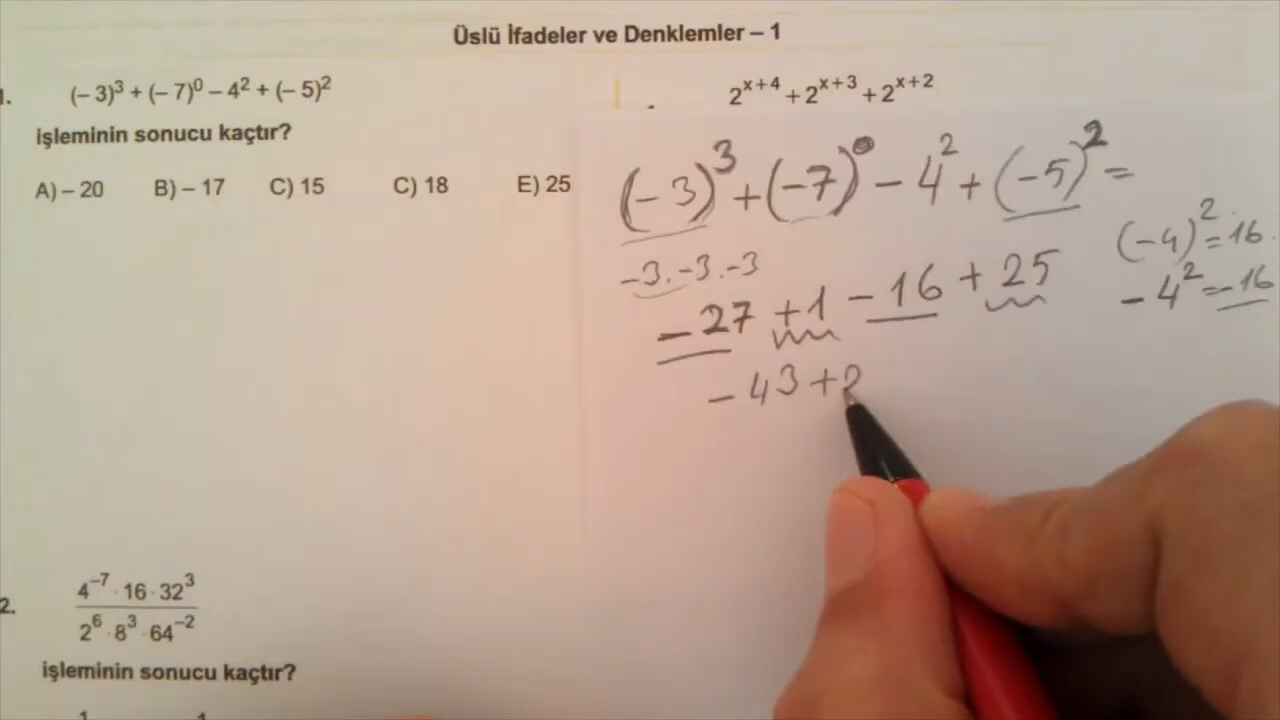 Üslü İfadeler ve Denklemler – 1
1.
(– 3)³ + (– 7)⁰ – 4² + (– 5)²
işleminin sonucu kaçtır?
A) – 20 B) – 17 C) 15 C) 18 E) 25
2.
4⁻⁷ · 16 · 32³
2⁶ · 8³ · 64⁻²
işleminin sonucu kaçtır?
2ˣ⁺⁴ + 2ˣ⁺³ + 2ˣ⁺²
(-3)³ + (-7)⁰ - 4² + (-5)² =
-3.-3.-3
-27 +1 -16 + 25
-43+2
(-4)² = 16
-4² = -16